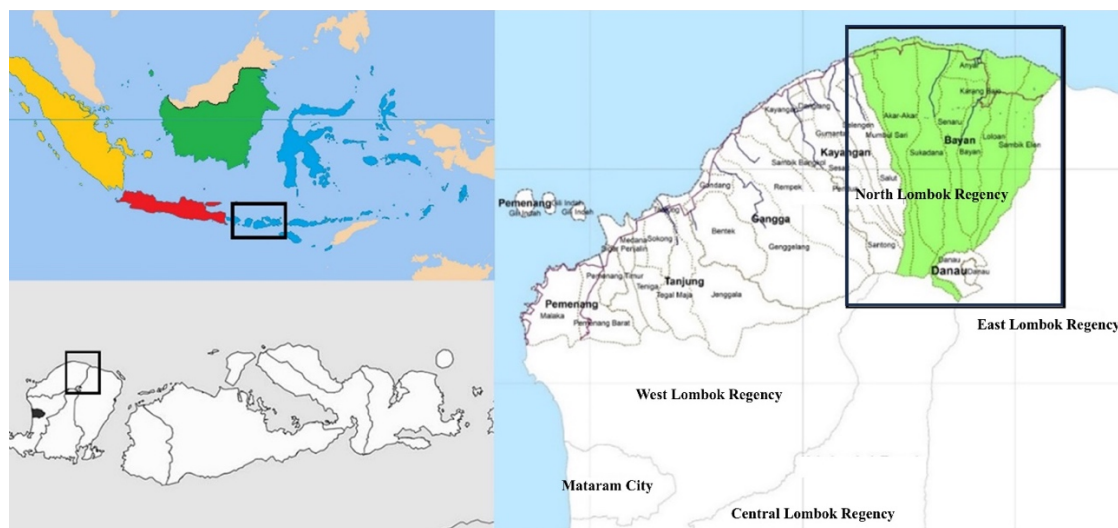 Anyar
Karang Bajo
Kayangan
Dangiang
Akar-Akar
Senaru
Selengen
Mumbul Sari
Loloan
Gumantar
Bayan
Sukadana
Kayangan
Sambik Elen
Bayan
Sambik Bangkol
Sesait
Pendua
Salut
Gondang
Rempek
North Lombok Regency
Pemenang
Gili Indah
Gili Indah
Gangga
Bentek
Genggelang
Santong
Medana
Sokong
Sigar Penjalin
Danau
Danau
Danau
Pemenang Timur
Teniga
Tanjung
Tegal Maja
Jenggala
Pemenang
Malaka
Pemenang Barat
East Lombok Regency
West Lombok Regency
Mataram City
Central Lombok Regency